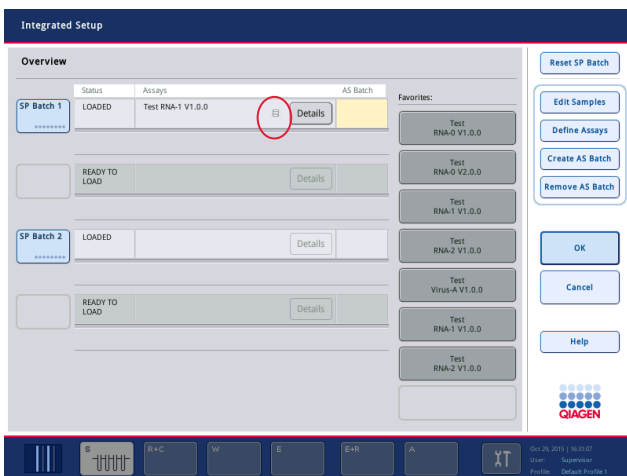 Integrated Setup
Overview
Reset SP Batch
Status Assays AS Batch
Favorites:
SP Batch 1
LOADED Test RNA-1 V1.0.0 Details
READY TO
LOAD
Details
SP Batch 2
LOADED Details
READY TO
LOAD
Details
Test
RNA-0 V1.0.0
Test
RNA-0 V2.0.0
Test
RNA-1 V1.0.0
Test
RNA-2 V1.0.0
Test
Virus-A V1.0.0
Test
RNA-1 V1.0.0
Test
RNA-2 V1.0.0
Edit Samples
Define Assays
Create AS Batch
Remove AS Batch
OK
Cancel
Help
QIAGEN
S R+C W E E+R A
Oct 29, 2015 | 16:31:07
User: Supervisor
Profile: Default Profile 1